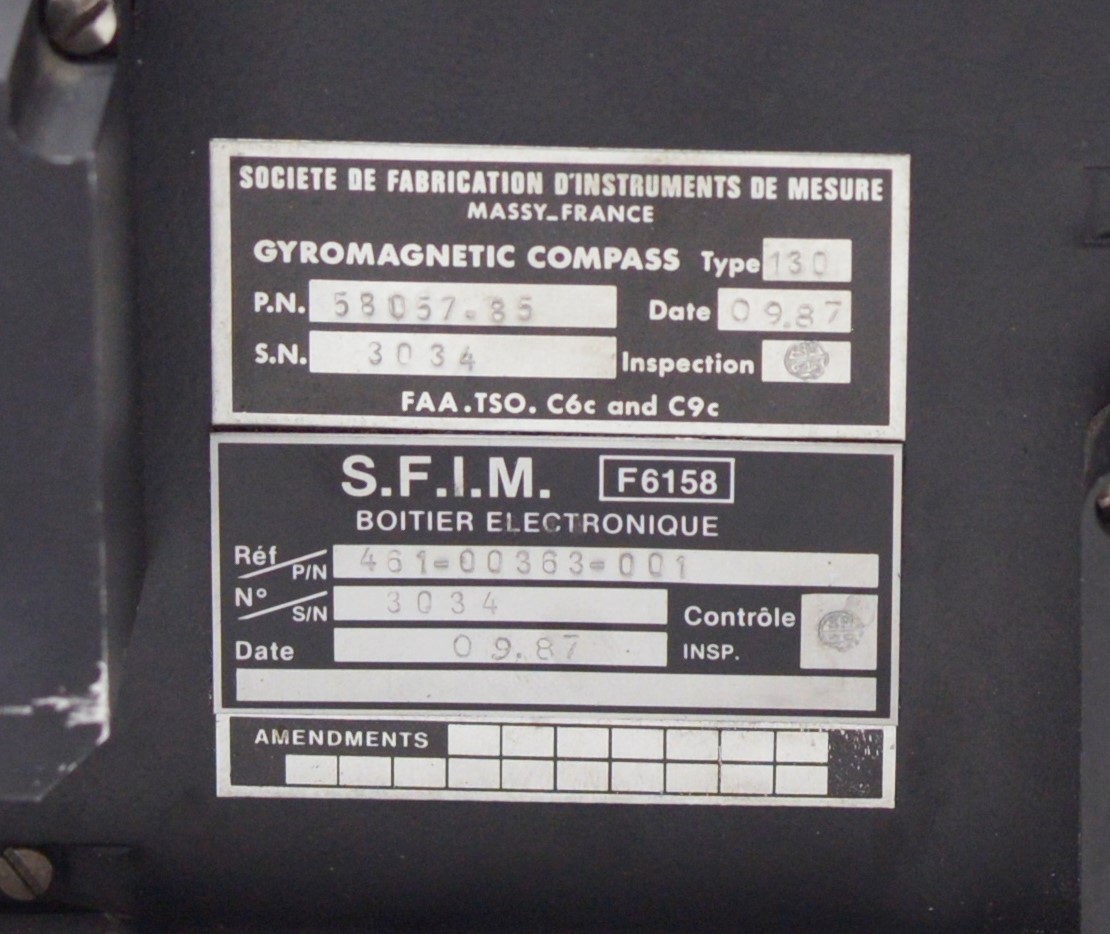 SOCIETE DE FABRICATION D'INSTRUMENTS DE MESURE
MASSY_FRANCE
GYROMAGNETIC COMPASS Type 130
P.N. 58057-85 Date 09.87
S.N. 3034 Inspection
FAA.TSO. C6c and C9c
S.F.I.M. F6158
BOITIER ELECTRONIQUE
Réf P/N 461=00363=001
N° S/N 3034 Contrôle
Date 09.87 INSP.
AMENDMENTS